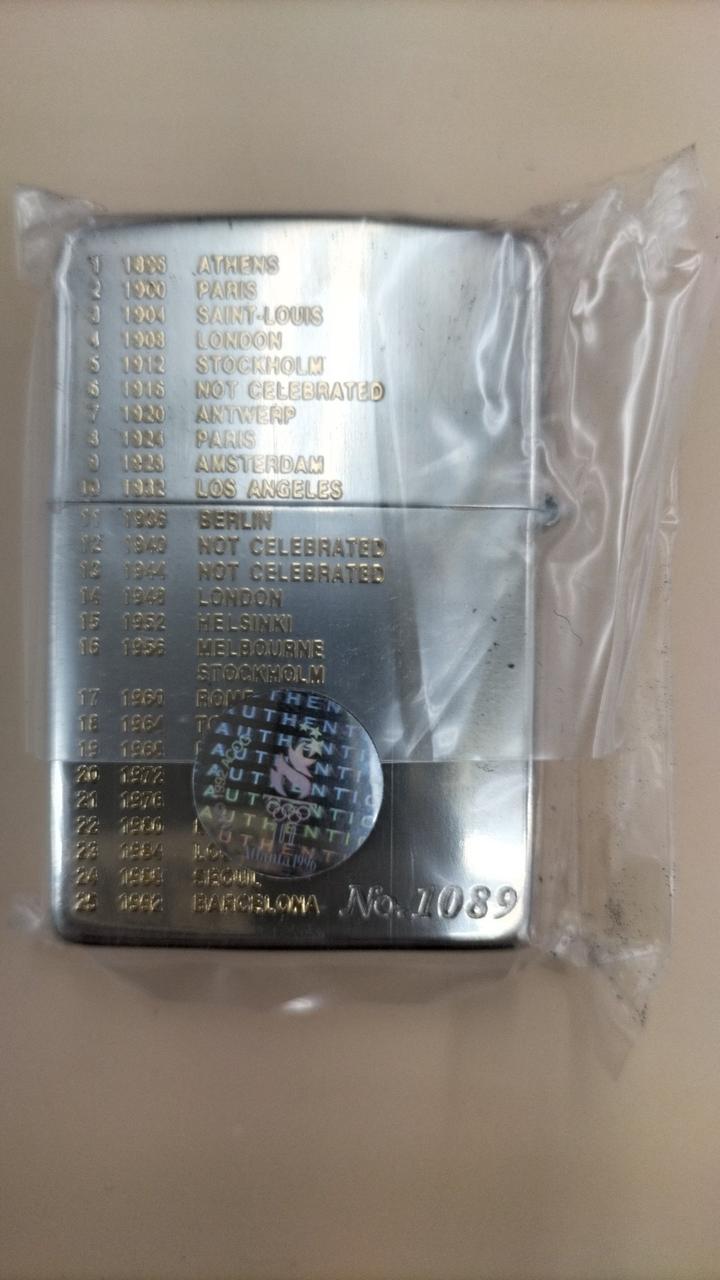 1 1896 ATHENS
2 1900 PARIS
3 1904 SAINT-LOUIS
4 1908 LONDON
5 1912 STOCKHOLM
6 1916 NOT CELEBRATED
7 1920 ANTWERP
8 1924 PARIS
9 1928 AMSTERDAM
10 1932 LOS ANGELES
11 1936 BERLIN
12 1940 NOT CELEBRATED
13 1944 NOT CELEBRATED
14 1948 LONDON
15 1952 HELSINKI
16 1956 MELBOURNE
STOCKHOLM
17 1960 ROME
18 1964
19 1968
20 1972
21 1976
22 1980
23 1984
24 1988 SEOUL
25 1992 BARCELONA No. 1089
AUTHENTIC
Atlanta 1996